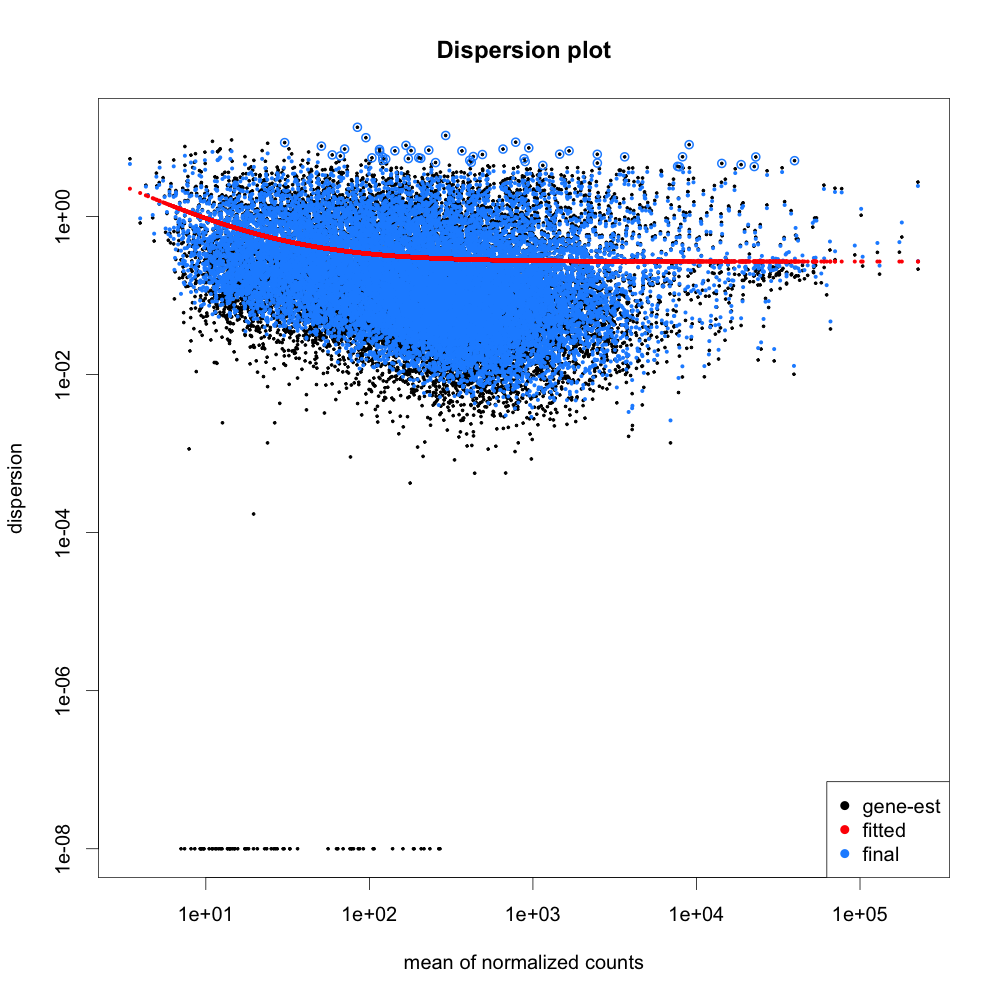 Dispersion plot
dispersion
1e+00
1e-02
1e-04
1e-06
1e-08
gene-est
fitted
final
1e+01
1e+02
1e+03
1e+04
1e+05
mean of normalized counts